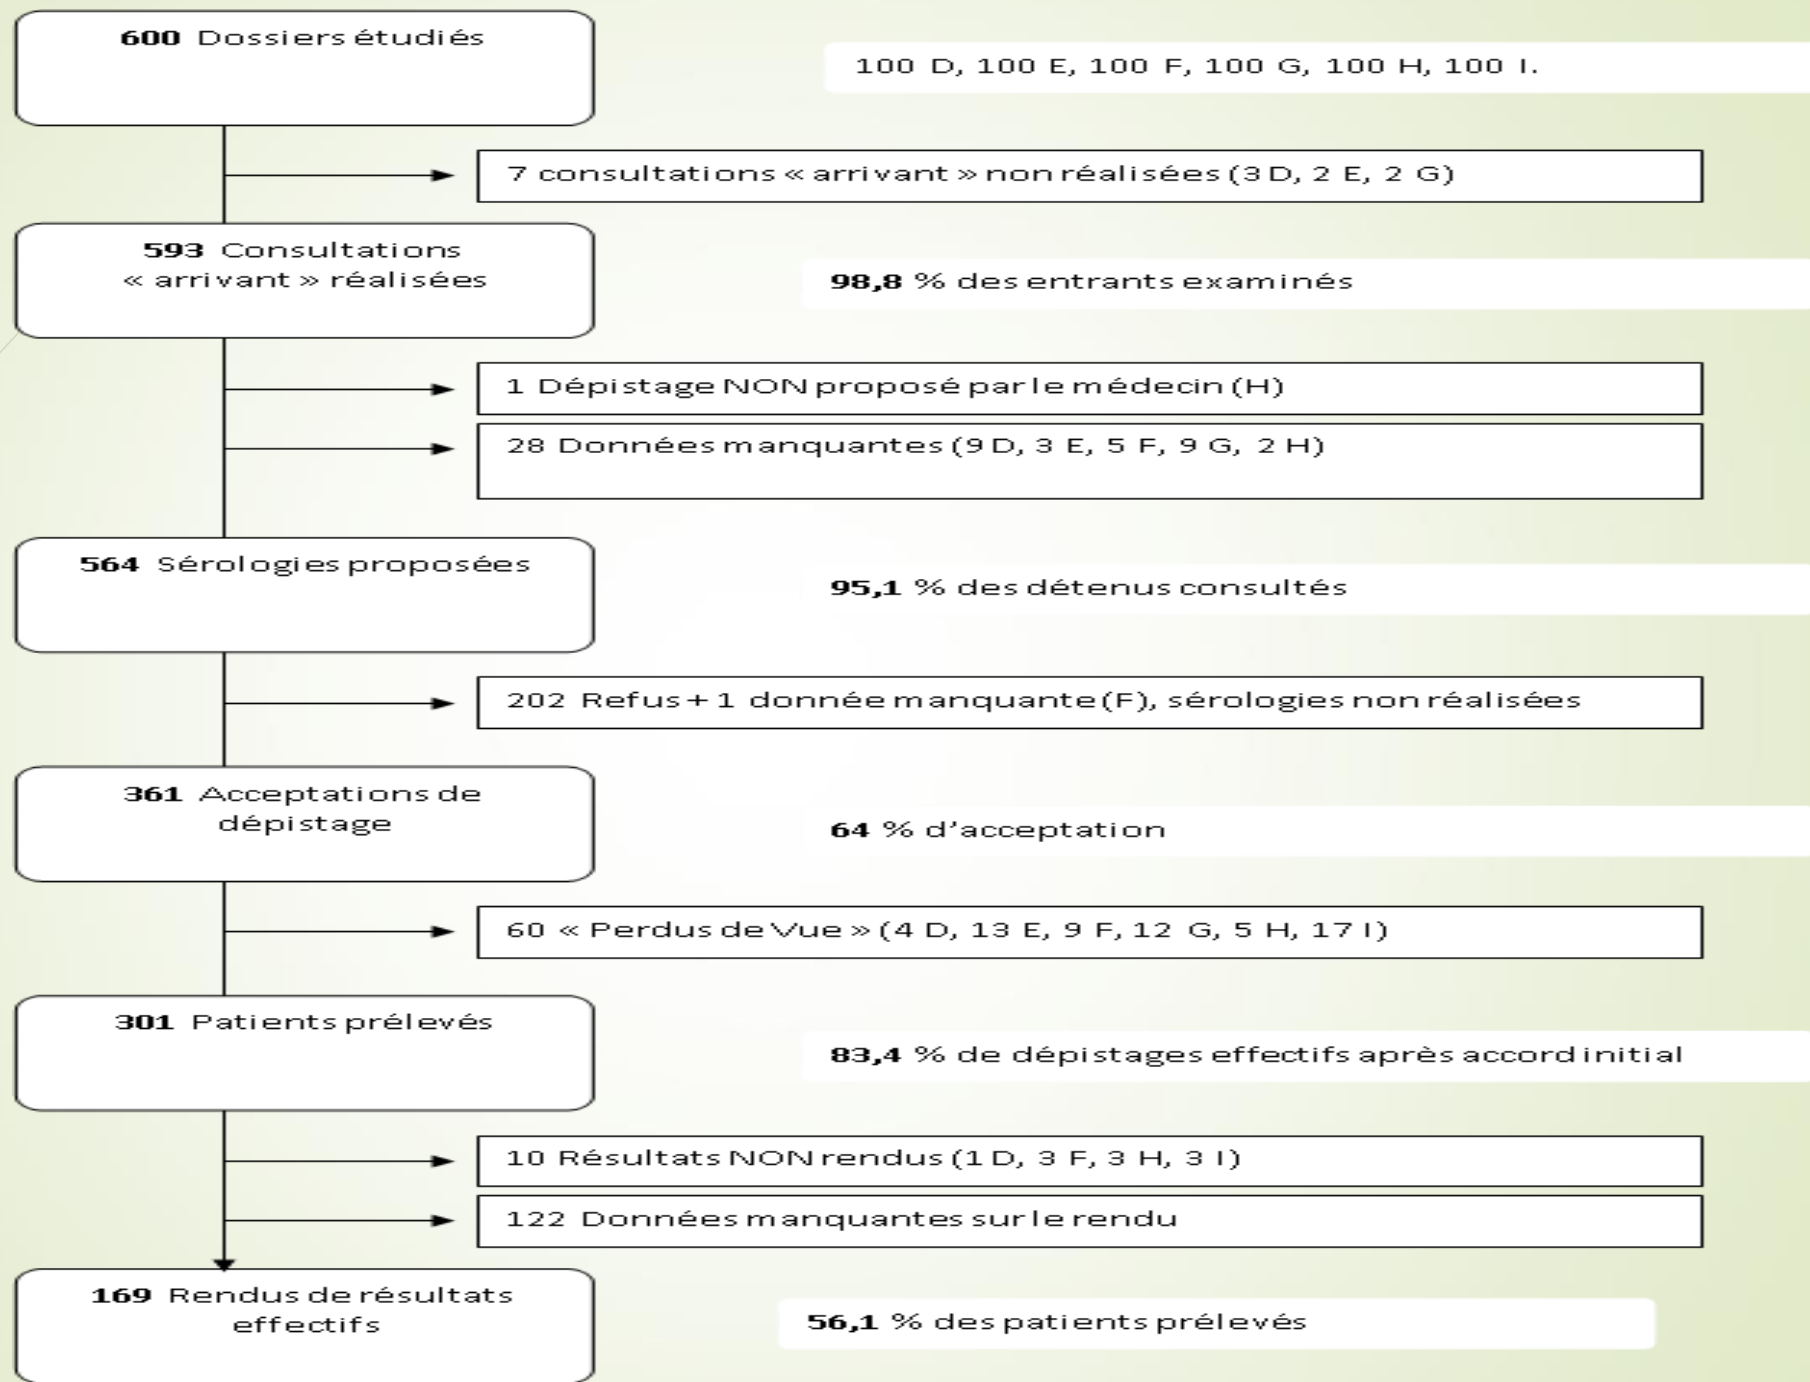 600 Dossiers étudiés
100 D, 100 E, 100 F, 100 G, 100 H, 100 I.
7 consultations « arrivant » non réalisées (3 D, 2 E, 2 G)
593 Consultations
« arrivant » réalisées
98,8 % des entrants examinés
1 Dépistage NON proposé par le médecin (H)
28 Données manquantes (9 D, 3 E, 5 F, 9 G, 2 H)
564 Sérologies proposées
95,1 % des détenus consultés
202 Refus + 1 donnée manquante (F), sérologies non réalisées
361 Acceptations de
dépistage
64 % d’acceptation
60 « Perdus de Vue » (4 D, 13 E, 9 F, 12 G, 5 H, 17 I)
301 Patients prélevés
83,4 % de dépistages effectifs après accord initial
10 Résultats NON rendus (1 D, 3 F, 3 H, 3 I)
122 Données manquantes sur le rendu
169 Rendus de résultats
effectifs
56,1 % des patients prélevés